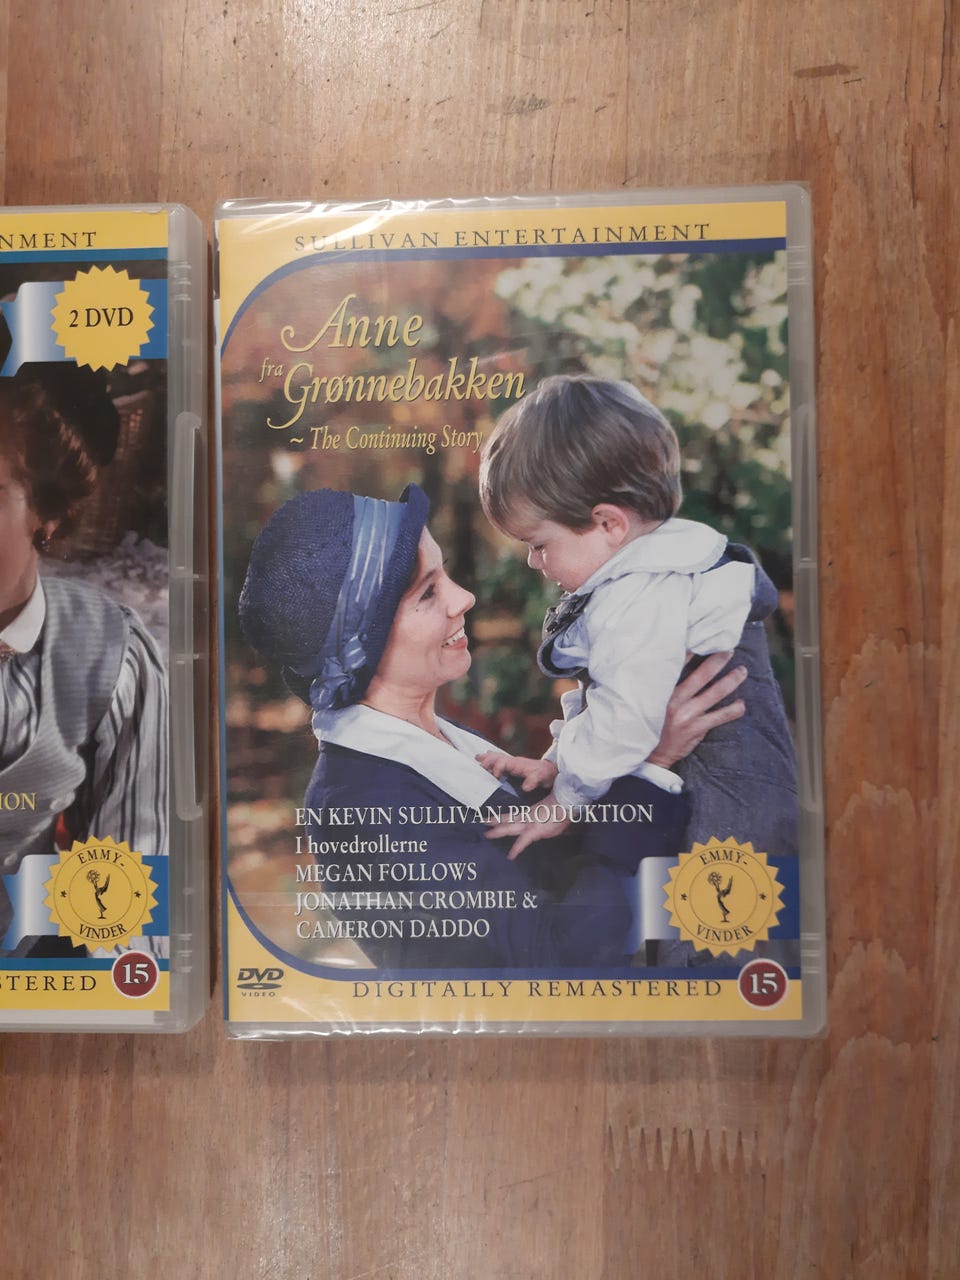 NMENT
2 DVD
ION
EMMY-
VINDER
STERED
15
SULLIVAN ENTERTAINMENT
Anne
fra
Grønnebakken
~ The Continuing Story
EN KEVIN SULLIVAN PRODUKTION
I hovedrollerne
MEGAN FOLLOWS
JONATHAN CROMBIE &
CAMERON DADDO
EMMY-
VINDER
DVD
VIDEO
DIGITALLY REMASTERED
15